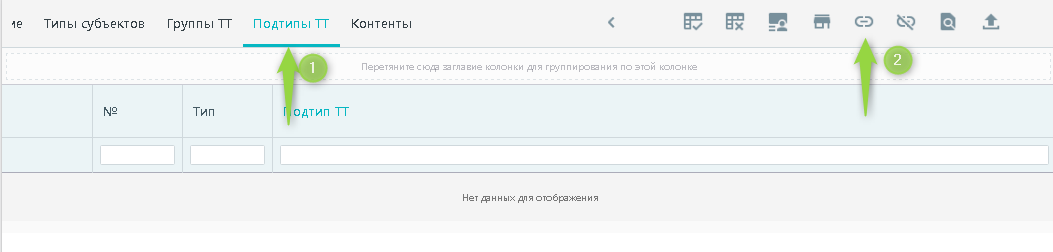 ие Типы субъектов Группы ТТ Подтипы ТТ Контенты
1 2
Перетяните сюда заглавие колонки для группирования по этой колонке
№ Тип Подтип ТТ
Нет данных для отображения